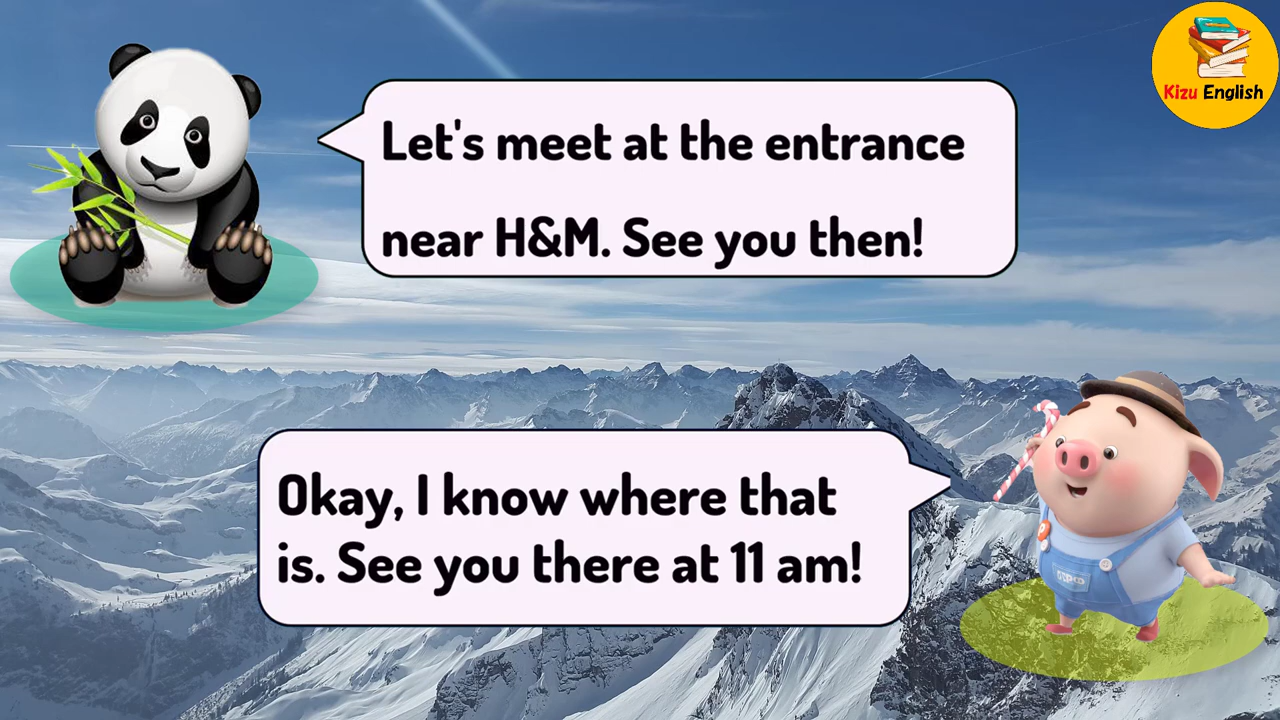 Kizu English
Let's meet at the entrance
near H&M. See you then!
Okay, I know where that
is. See you there at 11 am!